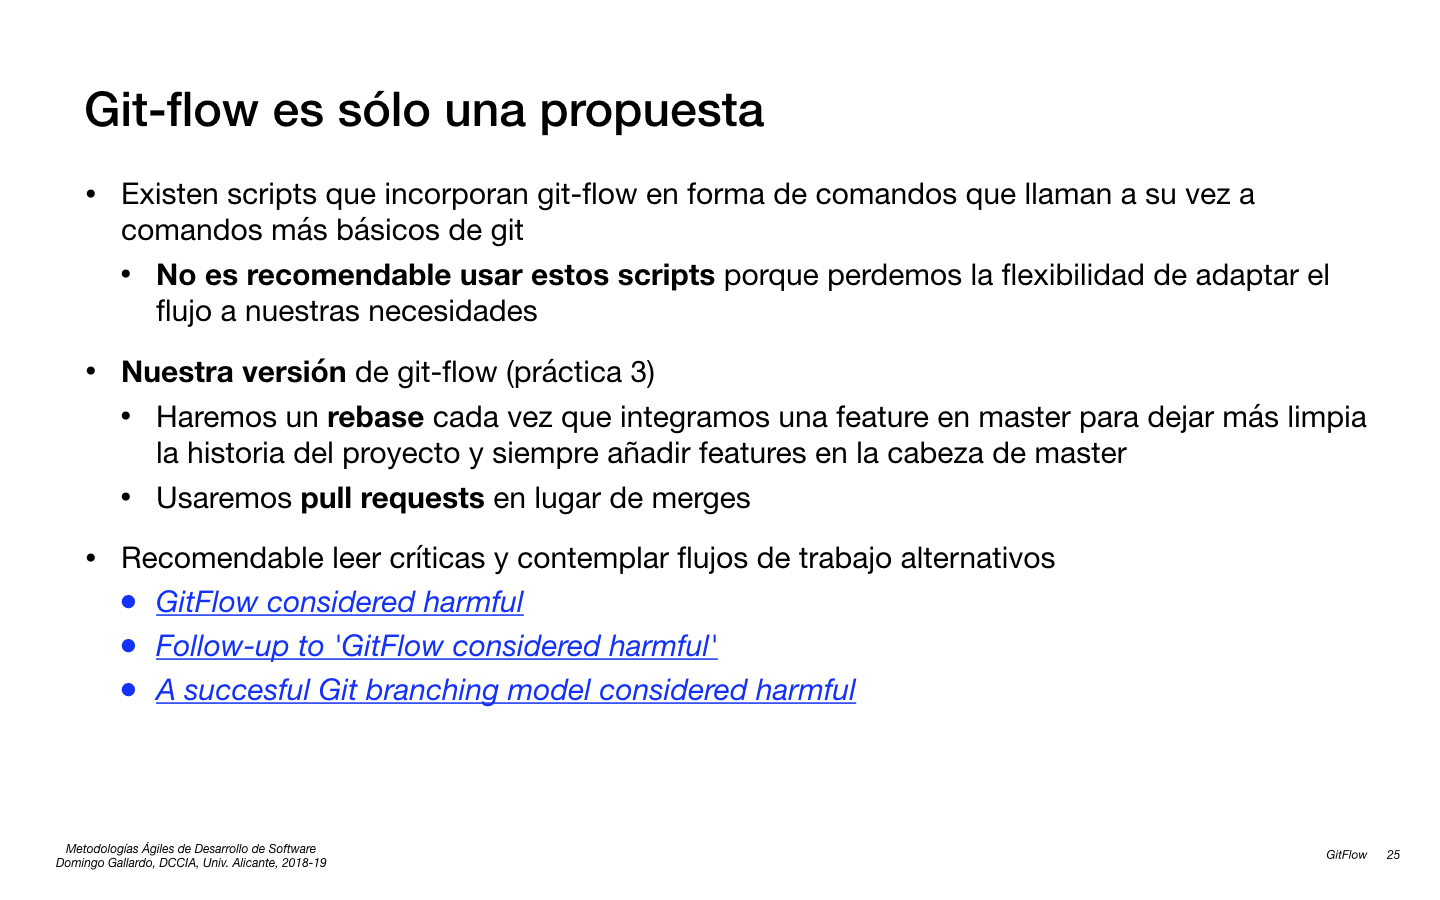 Git-flow es sólo una propuesta
• Existen scripts que incorporan git-flow en forma de comandos que llaman a su vez a
comandos más básicos de git
• No es recomendable usar estos scripts porque perdemos la flexibilidad de adaptar el
flujo a nuestras necesidades
• Nuestra versión de git-flow (práctica 3)
• Haremos un rebase cada vez que integramos una feature en master para dejar más limpia
la historia del proyecto y siempre añadir features en la cabeza de master
• Usaremos pull requests en lugar de merges
• Recomendable leer críticas y contemplar flujos de trabajo alternativos
• GitFlow considered harmful
• Follow-up to 'GitFlow considered harmful'
• A succesful Git branching model considered harmful
Metodologías Ágiles de Desarrollo de Software
Domingo Gallardo, DCCIA, Univ. Alicante, 2018-19
GitFlow 25